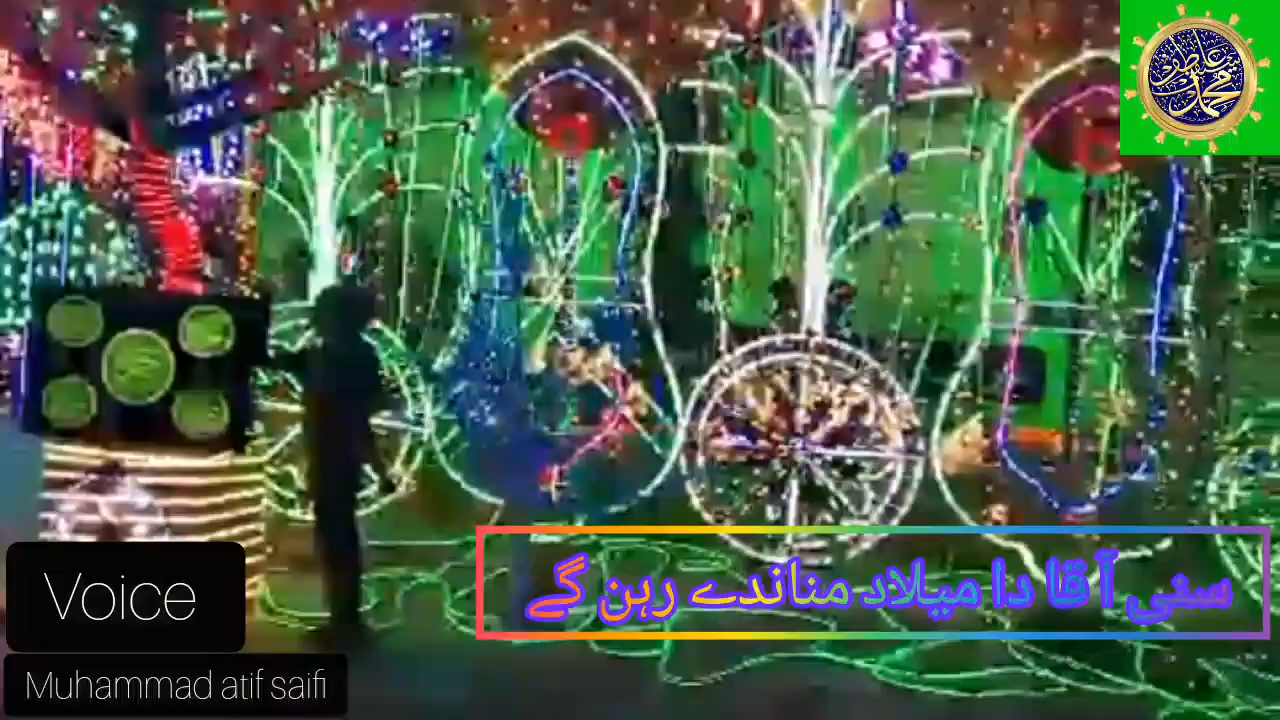 سنی آقا دا میلاد مناندے رہن گے
Voice
Muhammad atif saifi